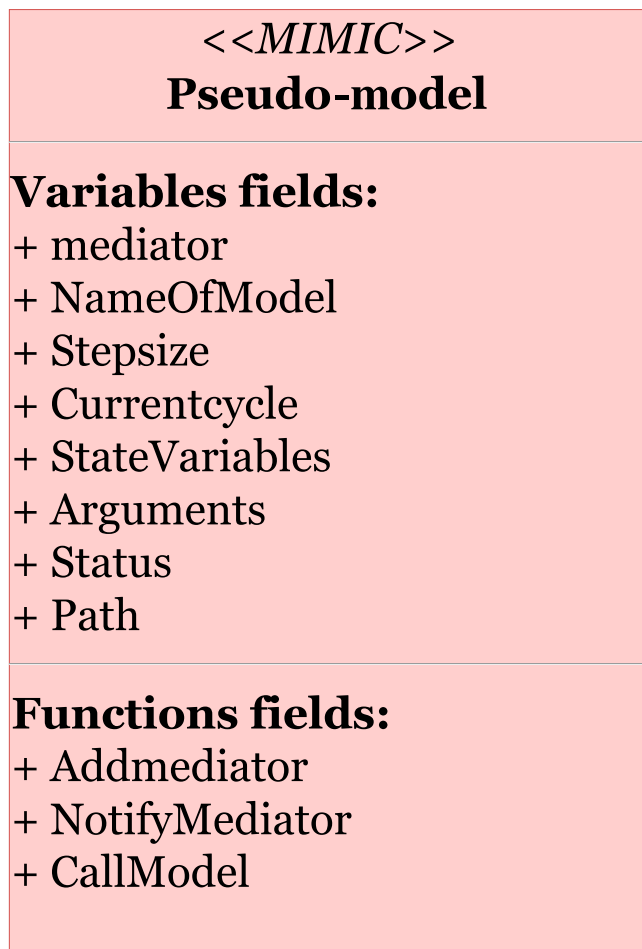 <<MIMIC>>
Pseudo-model
Variables fields:
+ mediator
+ NameOfModel
+ Stepsize
+ Currentcycle
+ StateVariables
+ Arguments
+ Status
+ Path
Functions fields:
+ Addmediator
+ NotifyMediator
+ CallModel